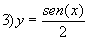 3) y = sen(x)/2